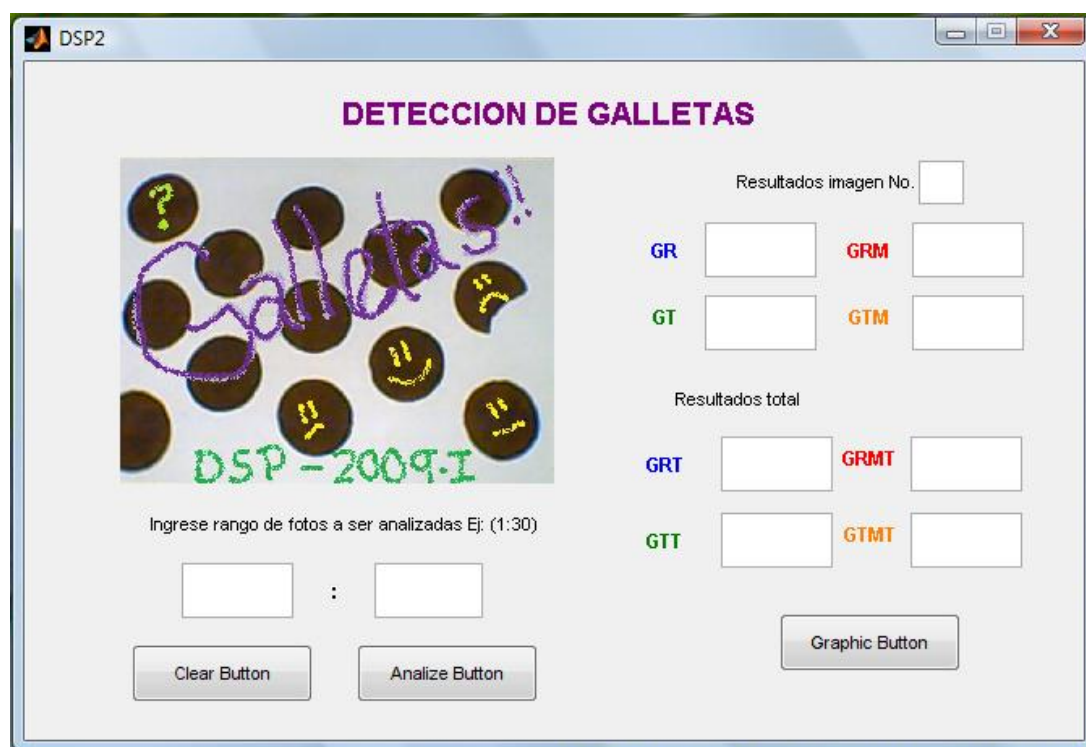 DSP2
DETECCION DE GALLETAS
?
Galletas!!
DSP - 2009-I
Ingrese rango de fotos a ser analizadas Ej: (1:30)
:
Clear Button
Analize Button
Resultados imagen No.
GR
GRM
GT
GTM
Resultados total
GRT
GRMT
GTT
GTMT
Graphic Button